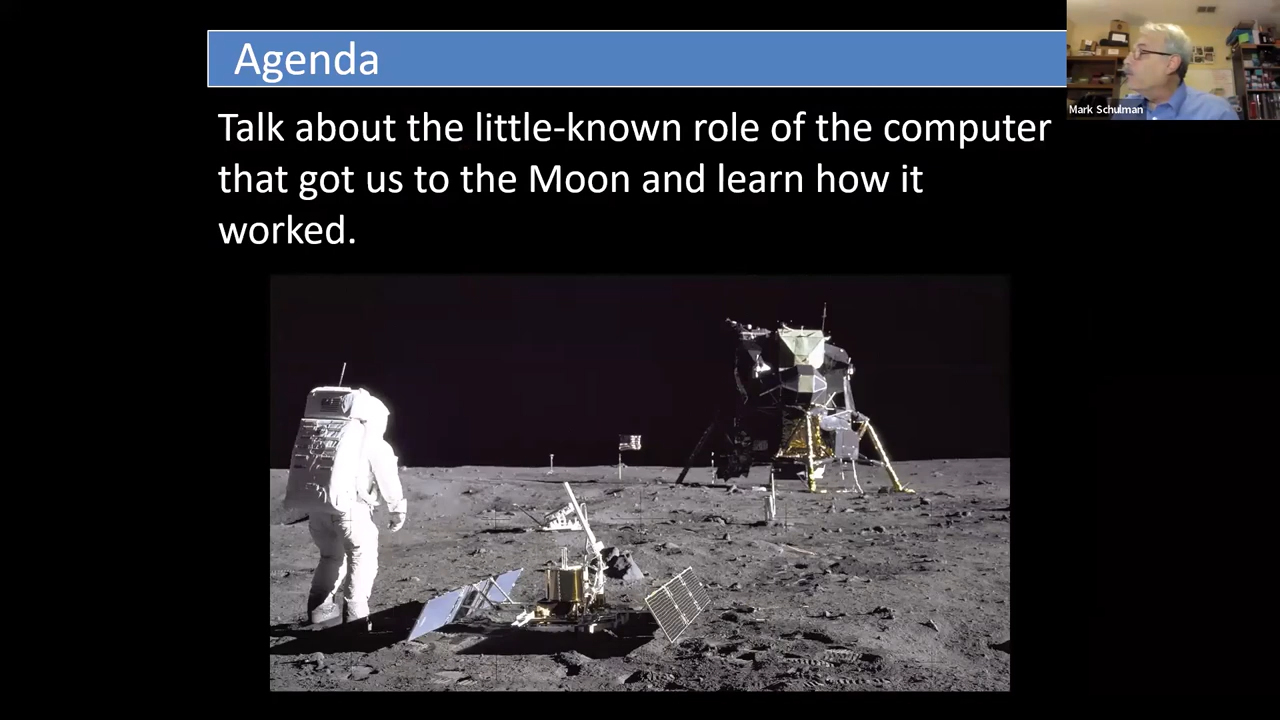 Agenda
Mark Schulman
Talk about the little-known role of the computer
that got us to the Moon and learn how it
worked.